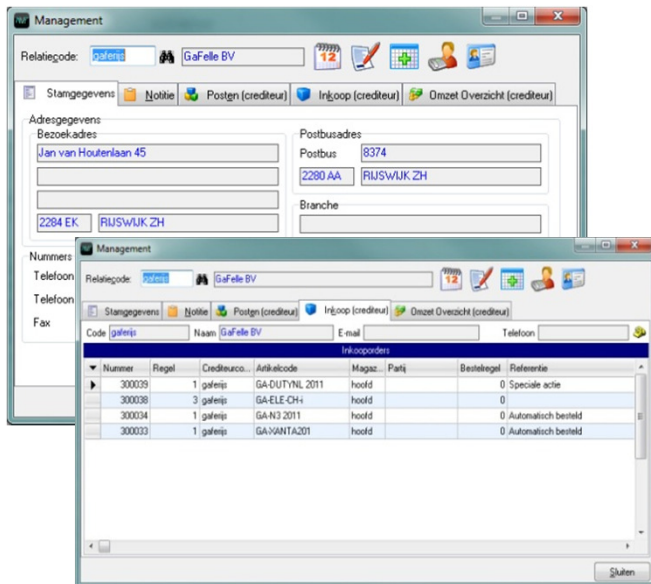 Management
Relatiecode: gaferijs GaFelle BV 12
Stamgegevens Notitie Posten (crediteur) Inkoop (crediteur) Omzet Overzicht (crediteur)
Adresgegevens
Bezoekadres
Jan van Houtenlaan 45
2284 EK RIJSWIJK ZH
Postbusadres
Postbus 8374
2280 AA RIJSWIJK ZH
Branche
Nummers
Telefoon
Telefoon
Fax
Management
Relatiecode: gaferijs GaFelle BV 12
Stamgegevens Notitie Posten (crediteur) Inkoop (crediteur) Omzet Overzicht (crediteur)
Code gaferijs Naam GaFelle BV E-mail Telefoon
Inkooporders
Nummer Regel Crediteurco... Artikelcode Magaz... Partij Bestelregel Referentie
300039 1 gaferijs GA-DUTYNL 2011 hoofd 0 Speciale actie
300038 3 gaferijs GA-ELE-CH-i hoofd 0
300034 1 gaferijs GA-N3 2011 hoofd 0 Automatisch besteld
300033 1 gaferijs GA-XANTA201 hoofd 0 Automatisch besteld
Sluiten